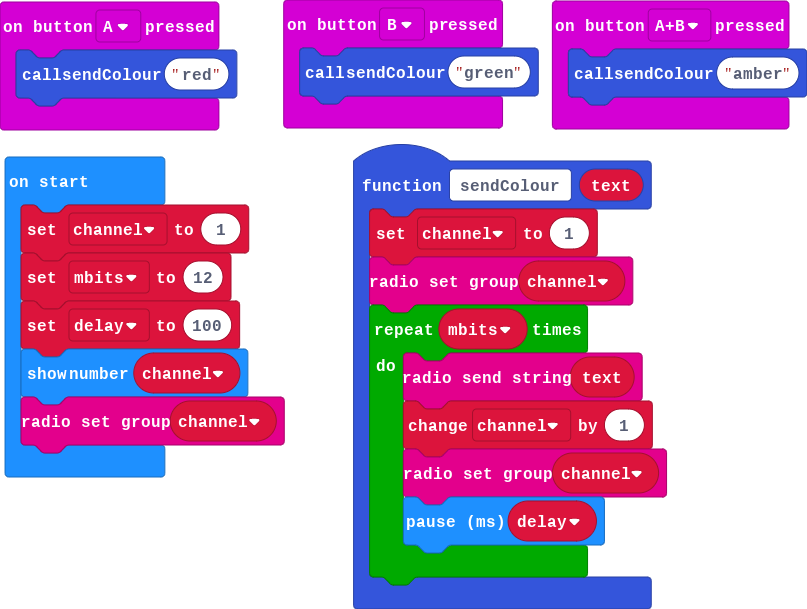 on button A pressed
callsendColour "red"
on button B pressed
callsendColour "green"
on button A+B pressed
callsendColour "amber"
on start
set channel to 1
set mbits to 12
set delay to 100
show number channel
radio set group channel
function sendColour text
set channel to 1
radio set group channel
repeat mbits times
do
radio send string text
change channel by 1
radio set group channel
pause (ms) delay